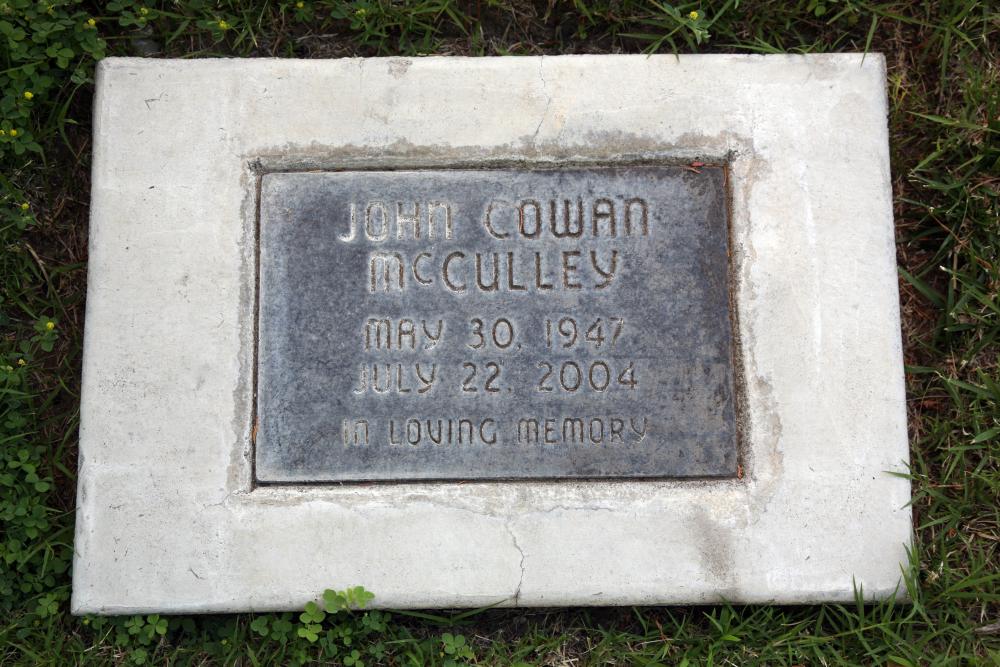 JOHN COWAN
McCULLEY
MAY 30, 1947
JULY 22, 2004
IN LOVING MEMORY